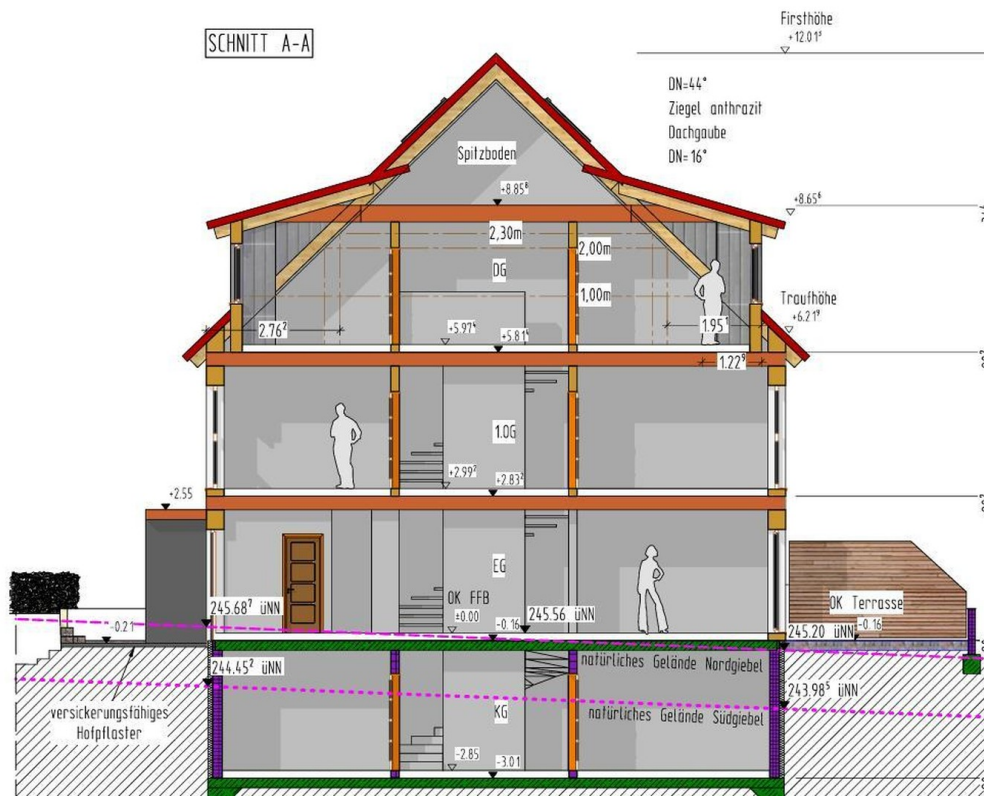 Firsthöhe
+12.01⁵
SCHNITT A-A
DN=44°
Ziegel anthrazit
Dachgaube
DN= 16°
Spitzboden
+8.85⁸
+8.65⁶
2,30m
2,00m
DG
1,00m
Traufhöhe
+6.21⁹
2.76²
1.95¹
+5.97⁴
+5.81⁴
1.22⁹
1.OG
+2.99⁷
+2.83²
+2.55
EG
OK FFB
±0.00
245.68⁷ üNN
245.56 üNN
OK Terrasse
-0.16
-0.21
-0.16
245.20 üNN
natürliches Gelände Nordgiebel
244.45² üNN
243.98⁵ üNN
versickerungsfähiges
Hofpflaster
KG
natürliches Gelände Südgiebel
-2.85
-3.01